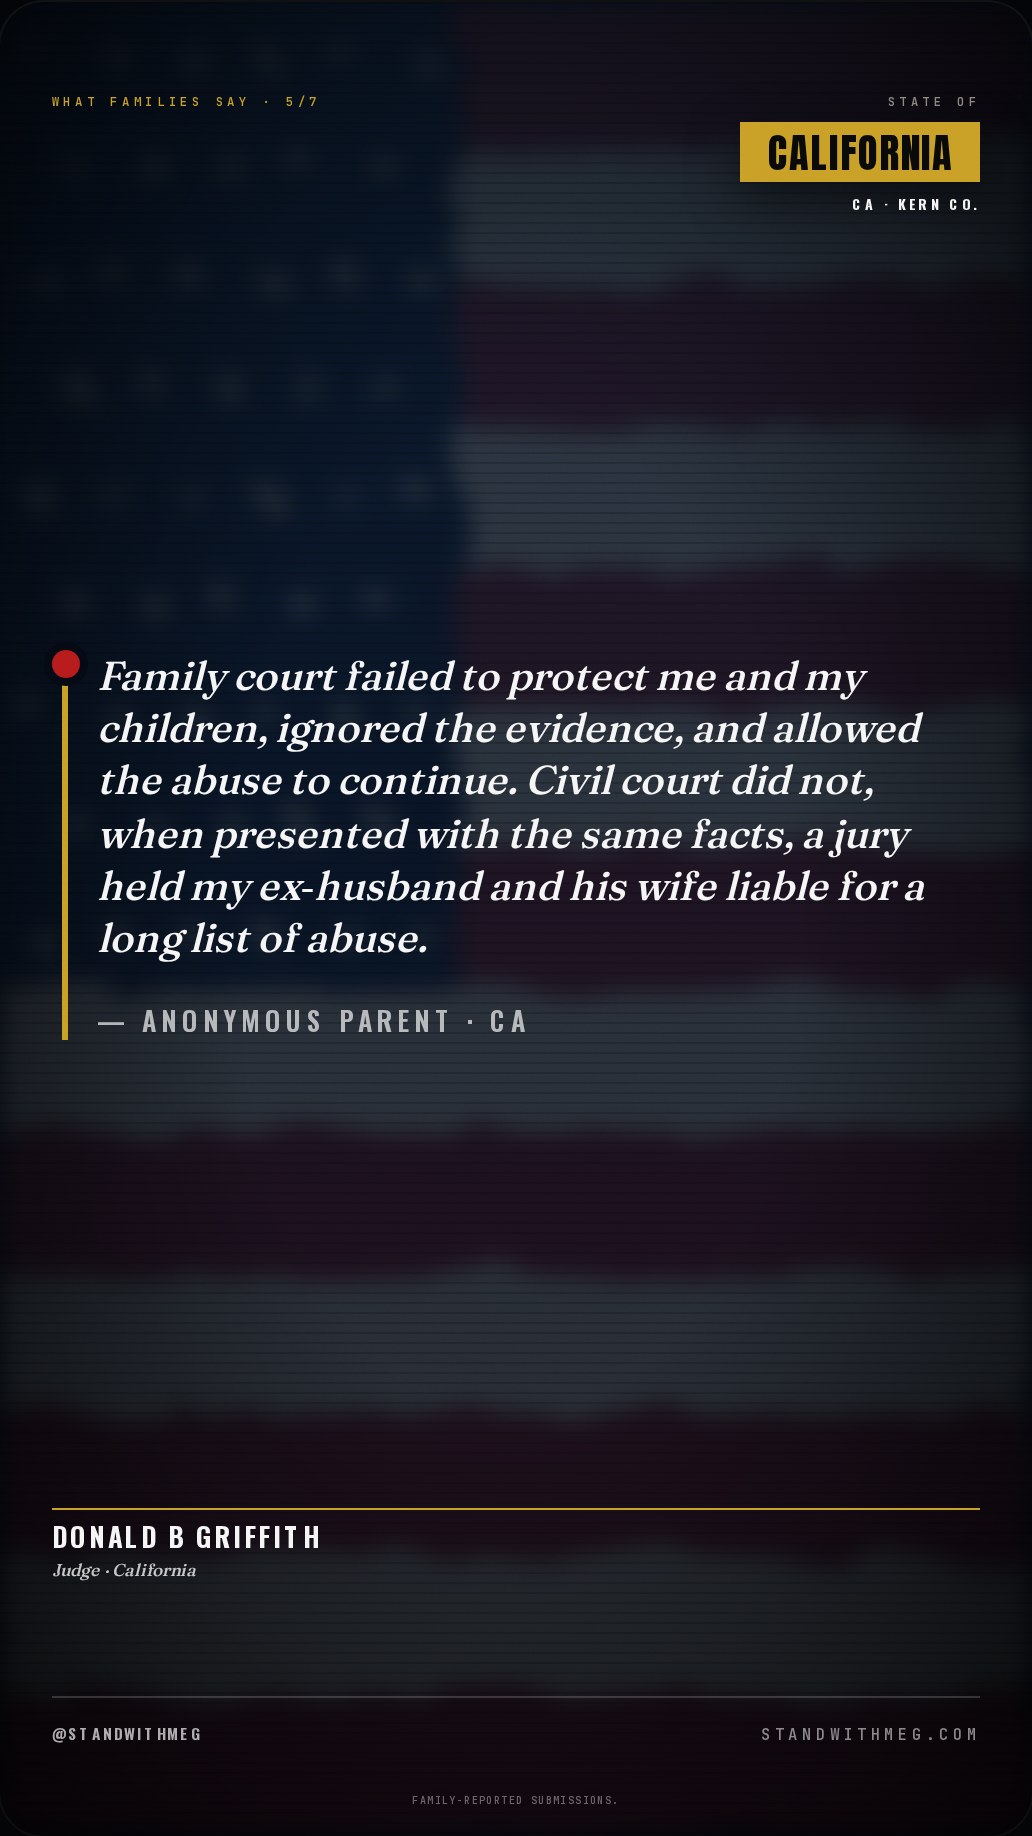 WHAT FAMILIES SAY · 5/7
STATE OF
CALIFORNIA
CA · KERN CO.
Family court failed to protect me and my
children, ignored the evidence, and allowed
the abuse to continue. Civil court did not,
when presented with the same facts, a jury
held my ex-husband and his wife liable for a
long list of abuse.
— ANONYMOUS PARENT · CA
DONALD B GRIFFITH
Judge · California
@STANDWITHMEG
STANDWITHMEG.COM
FAMILY-REPORTED SUBMISSIONS.